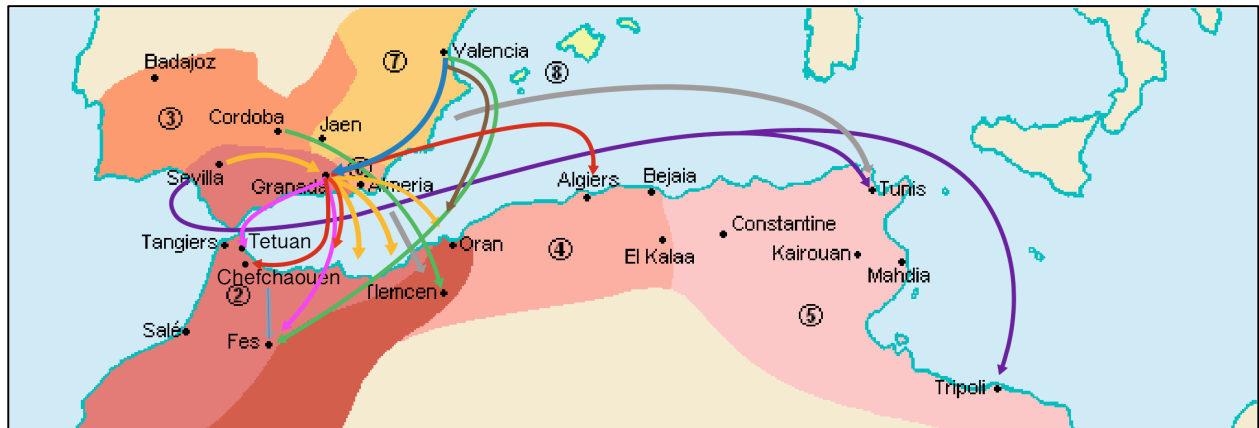 Valencia
Badajoz
⑦
⑧
③
Cordoba
Jaen
Sevilla
Granada
Almeria
Algiers
Bejaia
Tunis
Tangiers
Tetuan
Oran
④
El Kalaa
Constantine
Kairouan
Mahdia
Chefchaouen
②
Tlemcen
⑤
Salé
Fes
Tripoli